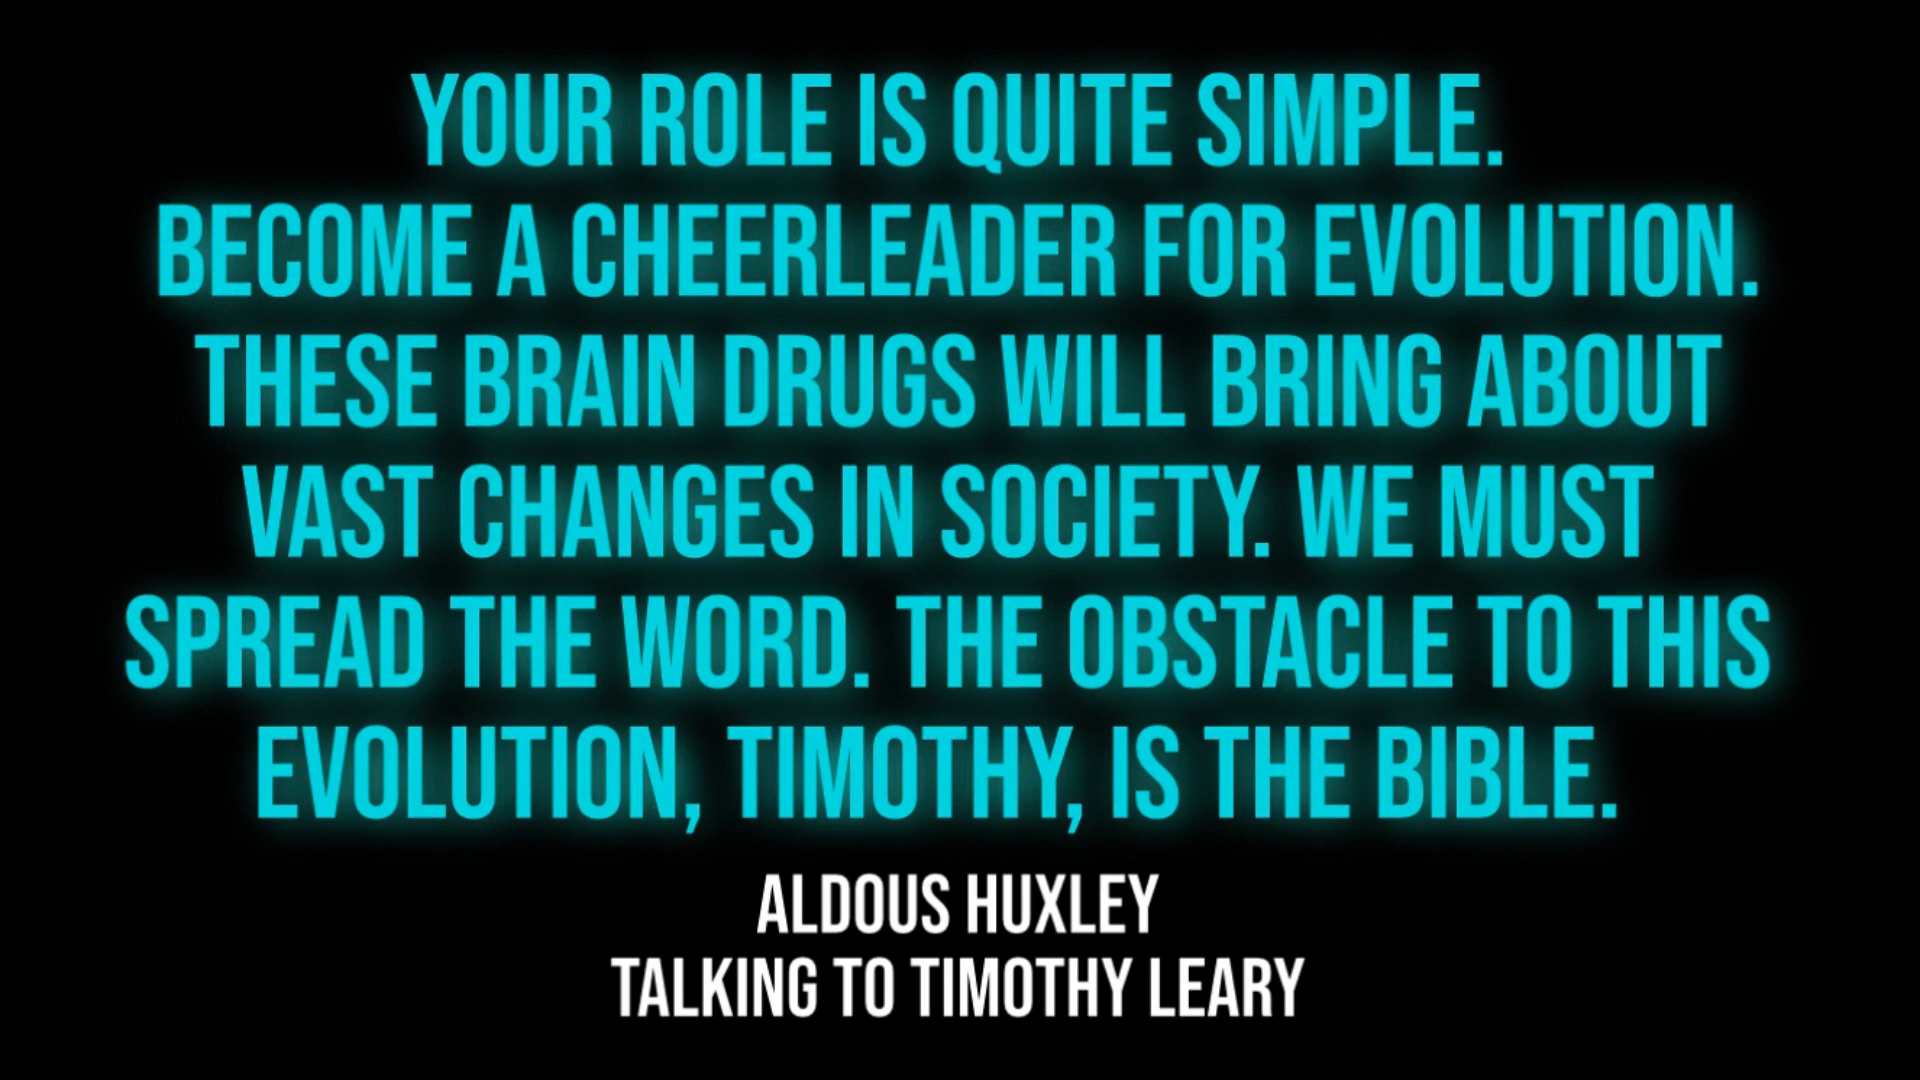 YOUR ROLE IS QUITE SIMPLE.
BECOME A CHEERLEADER FOR EVOLUTION.
THESE BRAIN DRUGS WILL BRING ABOUT
VAST CHANGES IN SOCIETY. WE MUST
SPREAD THE WORD. THE OBSTACLE TO THIS
EVOLUTION, TIMOTHY, IS THE BIBLE.
ALDOUS HUXLEY
TALKING TO TIMOTHY LEARY